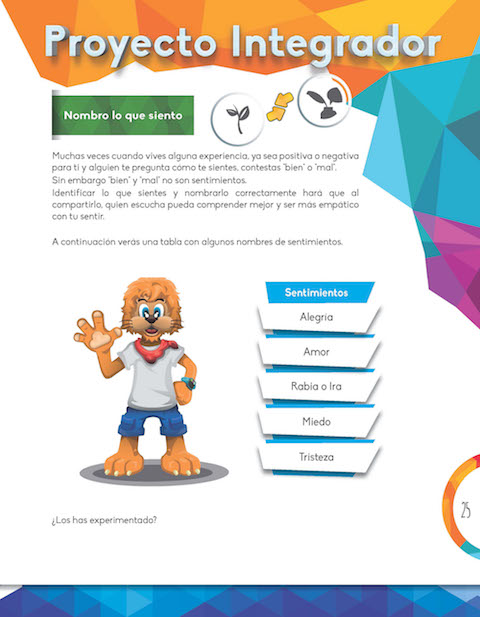 Proyecto Integrador
Nombro lo que siento
Muchas veces cuando vives alguna experiencia, ya sea positiva o negativa
para ti y alguien te pregunta cómo te sientes, contestas "bien" o "mal".
Sin embargo "bien" y "mal" no son sentimientos.
Identificar lo que sientes y nombrarlo correctamente hará que al
compartirlo, quien escucha pueda comprender mejor y ser más empático
con tu sentir.
A continuación verás una tabla con algunos nombres de sentimientos.
Sentimientos
Alegría
Amor
Rabia o Ira
Miedo
Tristeza
¿Los has experimentado?
25